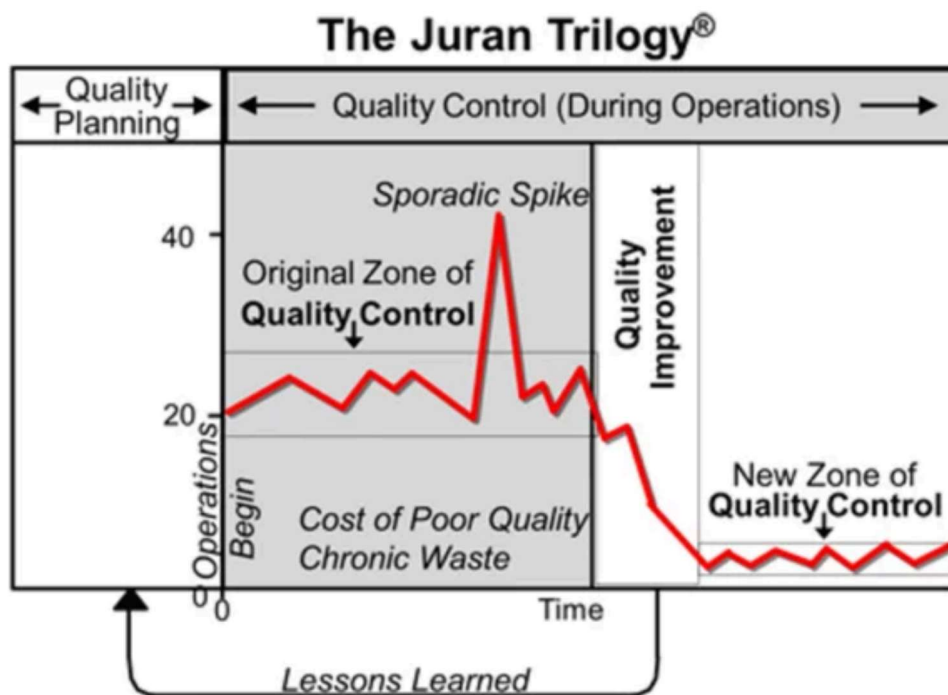 The Juran Trilogy®
Quality
Planning
Quality Control (During Operations)
Sporadic Spike
40
Original Zone of
Quality Control
Quality
Improvement
20
Operations
Begin
New Zone of
Quality Control
Cost of Poor Quality
Chronic Waste
0
0
Time
Lessons Learned